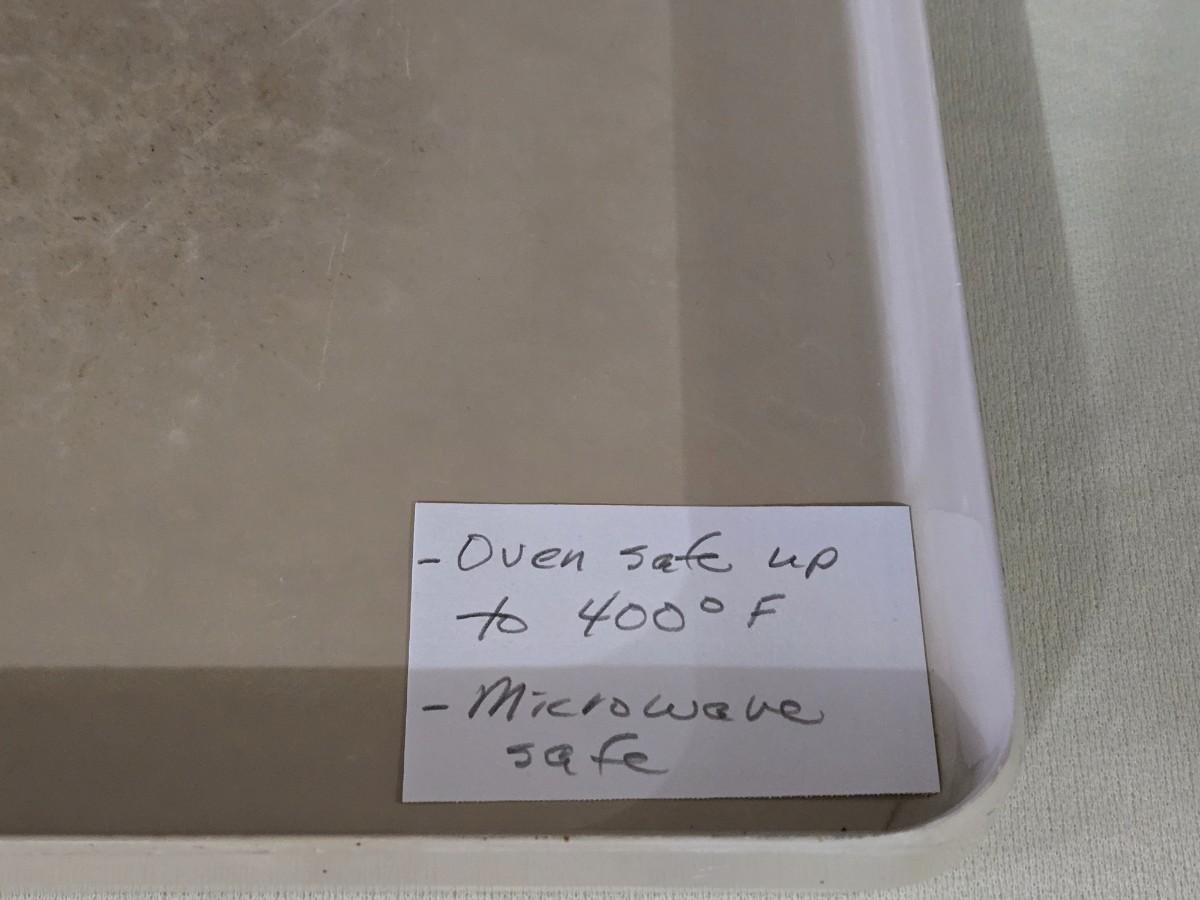 - Oven safe up
to 400° F
- Microwave
safe